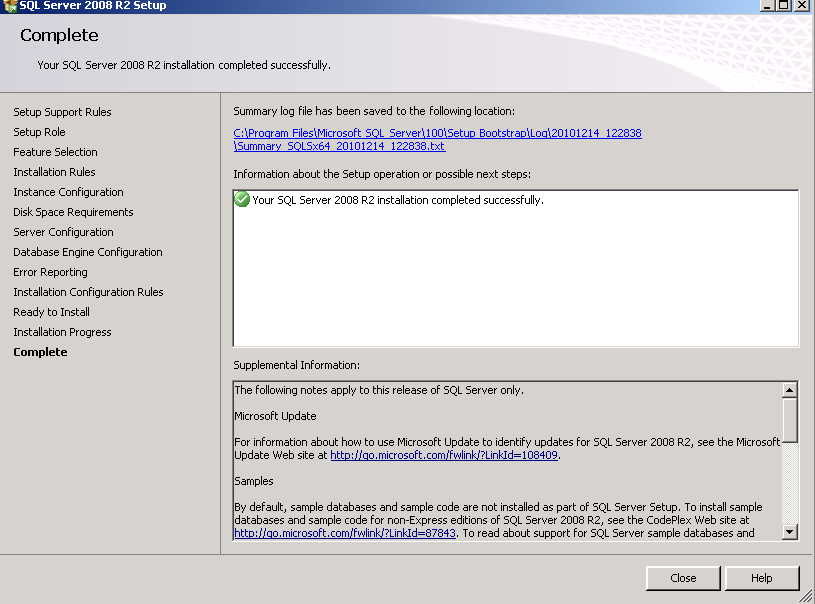 SQL Server 2008 R2 Setup
Complete
Your SQL Server 2008 R2 installation completed successfully.
Setup Support Rules
Setup Role
Feature Selection
Installation Rules
Instance Configuration
Disk Space Requirements
Server Configuration
Database Engine Configuration
Error Reporting
Installation Configuration Rules
Ready to Install
Installation Progress
Complete
Summary log file has been saved to the following location:
C:\Program Files\Microsoft SQL Server\100\Setup Bootstrap\Log\20101214_122838
\Summary_SQLSx64_20101214_122838.txt
Information about the Setup operation or possible next steps:
Your SQL Server 2008 R2 installation completed successfully.
Supplemental Information:
The following notes apply to this release of SQL Server only.
Microsoft Update
For information about how to use Microsoft Update to identify updates for SQL Server 2008 R2, see the Microsoft
Update Web site at http://go.microsoft.com/fwlink/?LinkId=108409.
Samples
By default, sample databases and sample code are not installed as part of SQL Server Setup. To install sample
databases and sample code for non-Express editions of SQL Server 2008 R2, see the CodePlex Web site at
http://go.microsoft.com/fwlink/?LinkId=87843. To read about support for SQL Server sample databases and
Close
Help